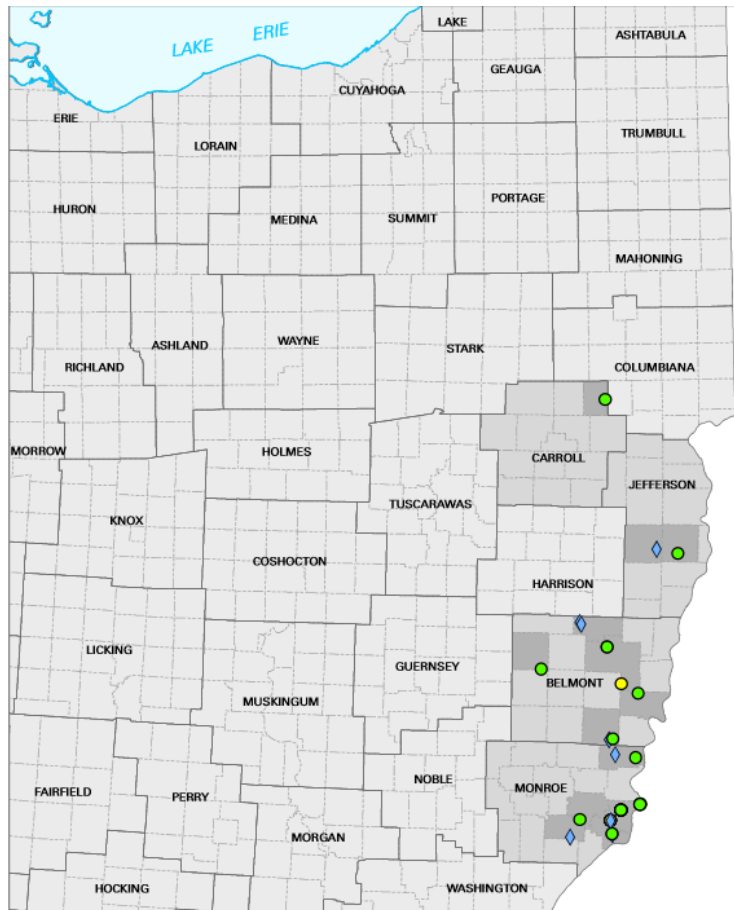 LAKE
LAKE ERIE
ASHTABULA
GEAUGA
CUYAHOGA
ERIE
TRUMBULL
LORAIN
PORTAGE
HURON
MEDINA
SUMMIT
MAHONING
WAYNE
ASHLAND
STARK
RICHLAND
COLUMBIANA
MORROW
HOLMES
CARROLL
JEFFERSON
TUSCARAWAS
KNOX
COSHOCTON
HARRISON
LICKING
GUERNSEY
BELMONT
MUSKINGUM
NOBLE
MONROE
FAIRFIELD
PERRY
MORGAN
HOCKING
WASHINGTON